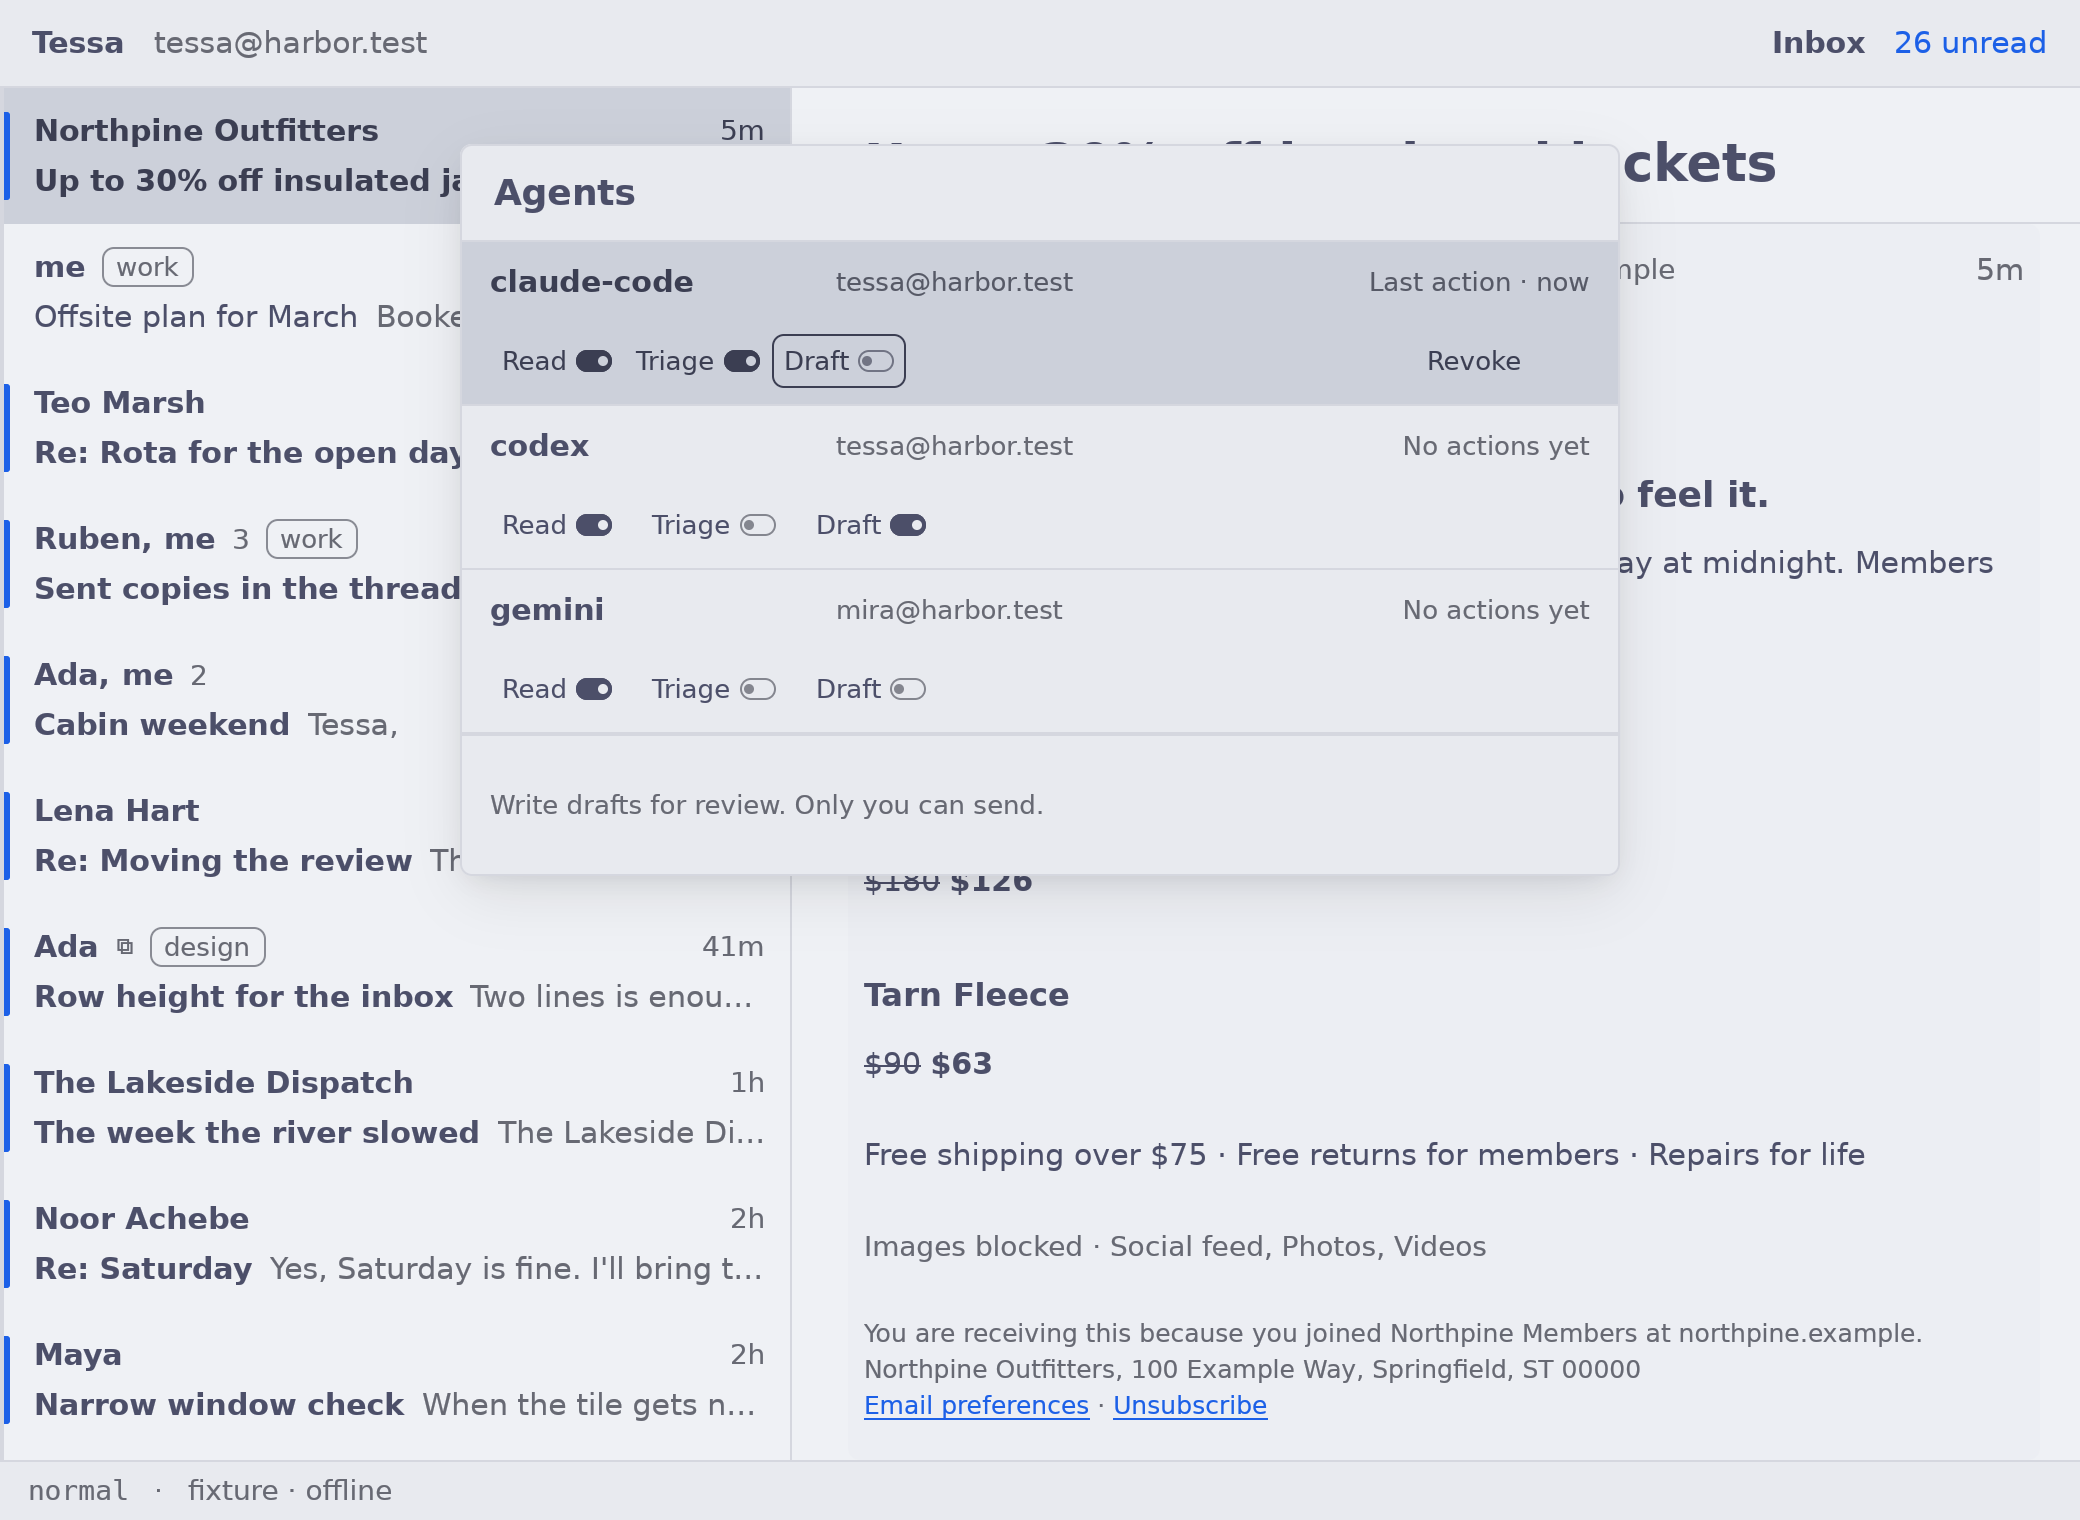 Tessa tessa@harbor.test Inbox 26 unread
Northpine Outfitters 5m
Up to 30% off insulated
me work
Offsite plan for March
Teo Marsh
Re: Rota for the open day
Ruben, me 3 work
Sent copies in the thread
Ada, me 2
Cabin weekend Tessa,
Lena Hart
Re: Moving the review
Ada design 41m
Row height for the inbox Two lines is enou…
The Lakeside Dispatch 1h
The week the river slowed The Lakeside Di…
Noor Achebe 2h
Re: Saturday Yes, Saturday is fine. I'll bring t…
Maya 2h
Narrow window check When the tile gets n…
Agents
claude-code tessa@harbor.test Last action · now
Read Triage Draft Revoke
codex tessa@harbor.test No actions yet
Read Triage Draft
gemini mira@harbor.test No actions yet
Read Triage Draft
Write drafts for review. Only you can send.
ckets
5m
feel it.
at midnight. Members
$180 $126
Tarn Fleece
$90 $63
Free shipping over $75 · Free returns for members · Repairs for life
Images blocked · Social feed, Photos, Videos
You are receiving this because you joined Northpine Members at northpine.example.
Northpine Outfitters, 100 Example Way, Springfield, ST 00000
Email preferences · Unsubscribe
normal · fixture · offline